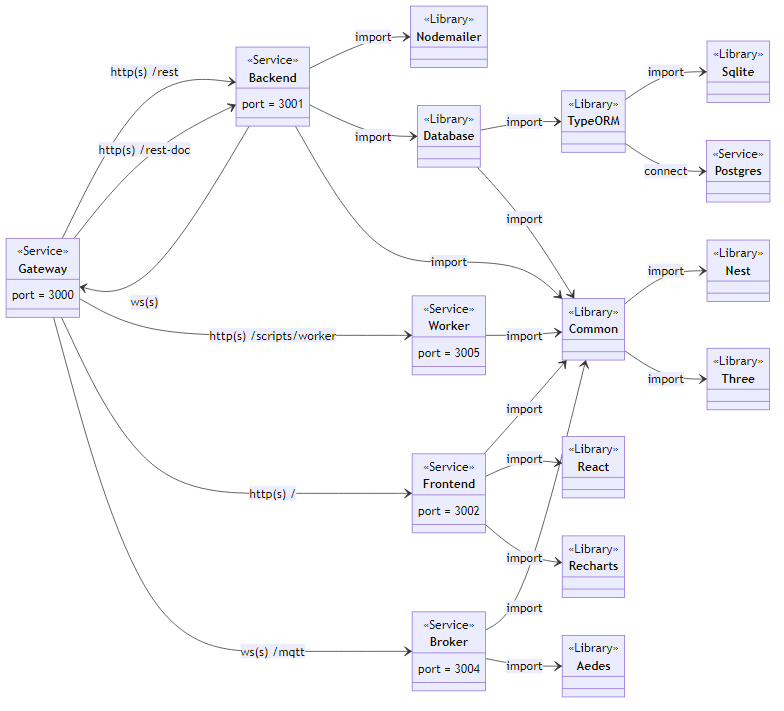 «Service»
Gateway
port = 3000
http(s) /rest
http(s) /rest-doc
ws(s)
http(s) /scripts/worker
http(s) /
ws(s) /mqtt
«Service»
Backend
port = 3001
import
import
import
«Library»
Nodemailer
«Library»
Database
import
import
«Service»
Worker
port = 3005
import
«Service»
Frontend
port = 3002
import
import
import
«Service»
Broker
port = 3004
import
import
«Library»
TypeORM
import
connect
«Library»
Common
import
import
«Library»
React
«Library»
Recharts
«Library»
Aedes
«Library»
Sqlite
«Service»
Postgres
«Library»
Nest
«Library»
Three